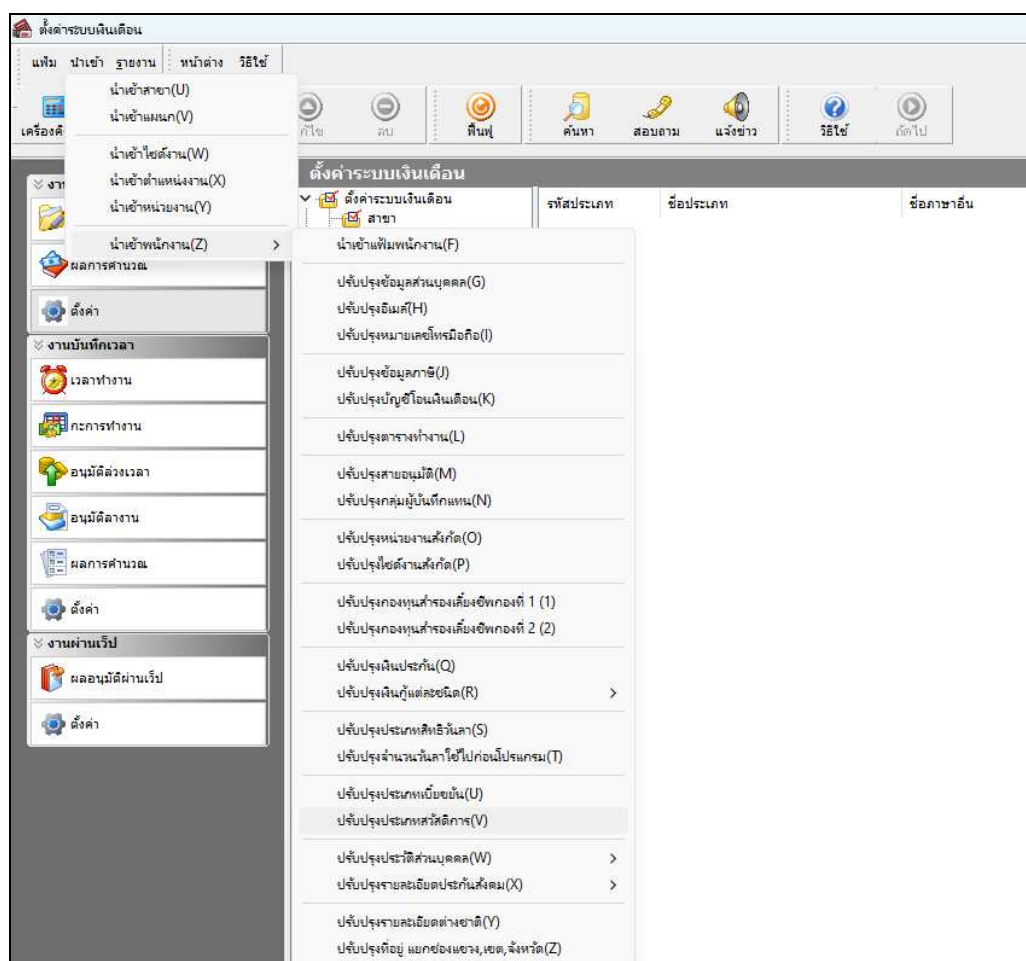 ตั้งค่าระบบเงินเดือน
แฟ้ม นำเข้า รายงาน หน้าต่าง วิธีใช้
นำเข้าสาขา(U)
นำเข้าแผนก(V)
นำเข้าไซด์งาน(W)
นำเข้าตำแหน่งงาน(X)
นำเข้าหน่วยงาน(Y)
นำเข้าพนักงาน(Z)
ลบ ฟื้นฟู ค้นหา สอบถาม แจ้งข่าว วิธีใช้ ถัดไป
ตั้งค่าระบบเงินเดือน
ตั้งค่าระบบเงินเดือน
สาขา
รหัสประเภท ชื่อประเภท ชื่อภาษาอื่น
นำเข้าแฟ้มพนักงาน(F)
ปรับปรุงข้อมูลส่วนบุคคล(G)
ปรับปรุงอีเมล์(H)
ปรับปรุงหมายเลขโทรมือถือ(I)
ปรับปรุงข้อมูลภาษี(J)
ปรับปรุงบัญชีโอนเงินเดือน(K)
ปรับปรุงตารางทำงาน(L)
ปรับปรุงสายอนุมัติ(M)
ปรับปรุงกลุ่มผู้บันทึกแทน(N)
ปรับปรุงหน่วยงานสังกัด(O)
ปรับปรุงไซด์งานสังกัด(P)
ปรับปรุงกองทุนสำรองเลี้ยงชีพกองที่ 1 (1)
ปรับปรุงกองทุนสำรองเลี้ยงชีพกองที่ 2 (2)
ปรับปรุงเงินประกัน(Q)
ปรับปรุงเงินกู้แต่ละชนิด(R)
ปรับปรุงประเภทสิทธิวันลา(S)
ปรับปรุงจำนวนวันลาใช้ไปก่อนโปรแกรม(T)
ปรับปรุงประเภทเบี้ยขยัน(U)
ปรับปรุงประเภทสวัสดิการ(V)
ปรับปรุงประวัติส่วนบุคคล(W)
ปรับปรุงรายละเอียดประกันสังคม(X)
ปรับปรุงรายละเอียดต่างชาติ(Y)
ปรับปรุงที่อยู่ แยกช่องแขวง,เขต,จังหวัด(Z)
ผลการคำนวณ
ตั้งค่า
งานบันทึกเวลา
เวลาทำงาน
กะการทำงาน
อนุมัติล่วงเวลา
อนุมัติลางาน
ผลการคำนวณ
ตั้งค่า
งานผ่านเว็ป
ผลอนุมัติผ่านเว็ป
ตั้งค่า